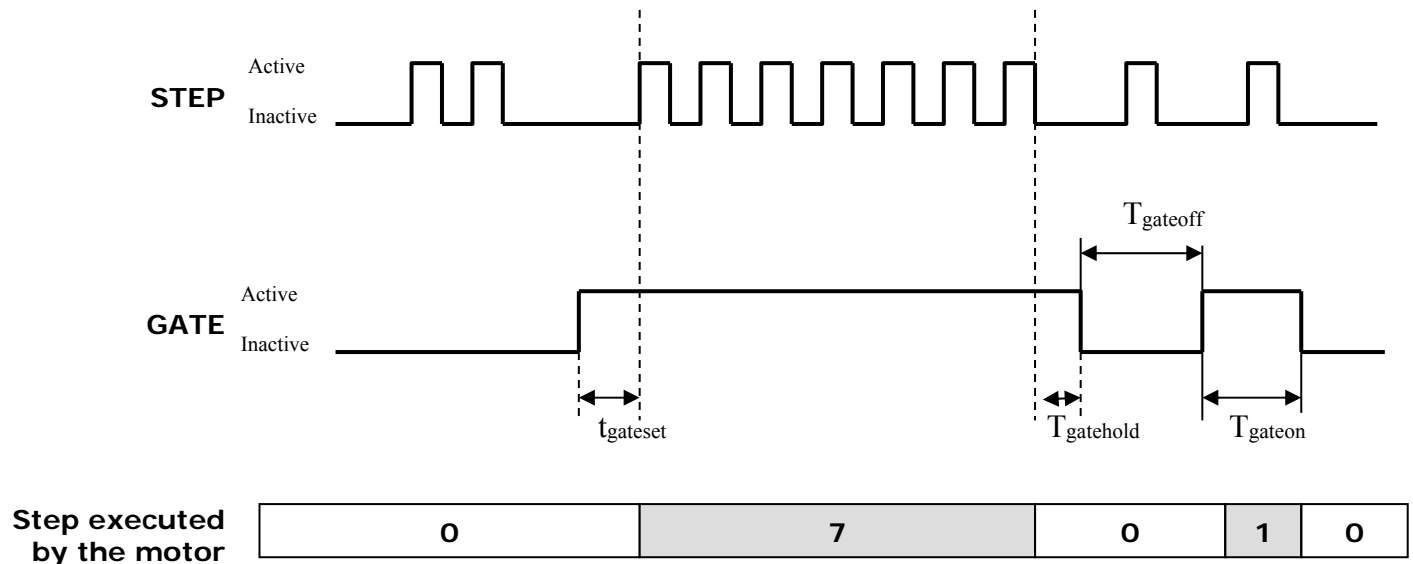 Active
STEP
Inactive
Tgateoff
Active
GATE
Inactive
tgateset
Tgatehold
Tgateon
Step executed
by the motor
0 7 0 1 0